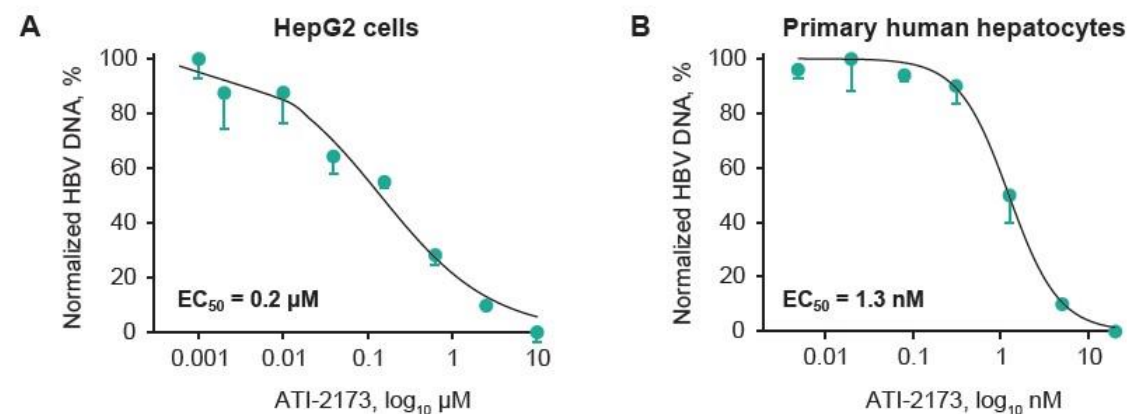 A
HepG2 cells
Normalized HBV DNA, %
100
80
60
40
20
0
EC50 = 0.2 µM
0.001 0.01 0.1 1 10
ATI-2173, log10 µM
B
Primary human hepatocytes
Normalized HBV DNA, %
100
80
60
40
20
0
EC50 = 1.3 nM
0.01 0.1 1 10
ATI-2173, log10 nM